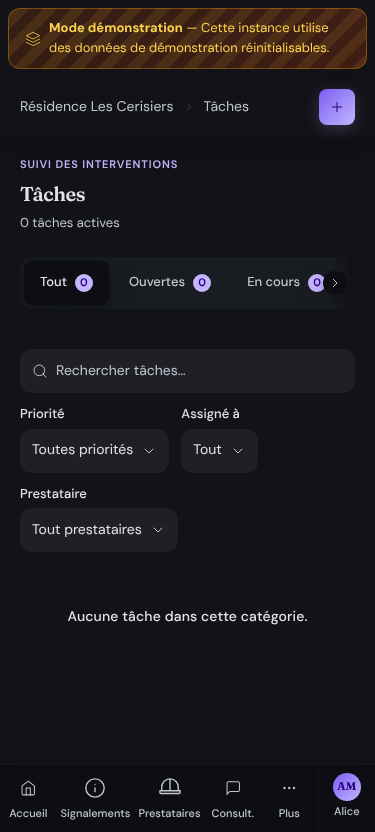 Mode démonstration — Cette instance utilise
des données de démonstration réinitialisables.
Résidence Les Cerisiers > Tâches
+
SUIVI DES INTERVENTIONS
Tâches
0 tâches actives
Tout 0 Ouvertes 0 En cours 0
Rechercher tâches...
Priorité Assigné à
Toutes priorités Tout
Prestataire
Tout prestataires
Aucune tâche dans cette catégorie.
AM
Accueil Signalements Prestataires Consult. Plus Alice